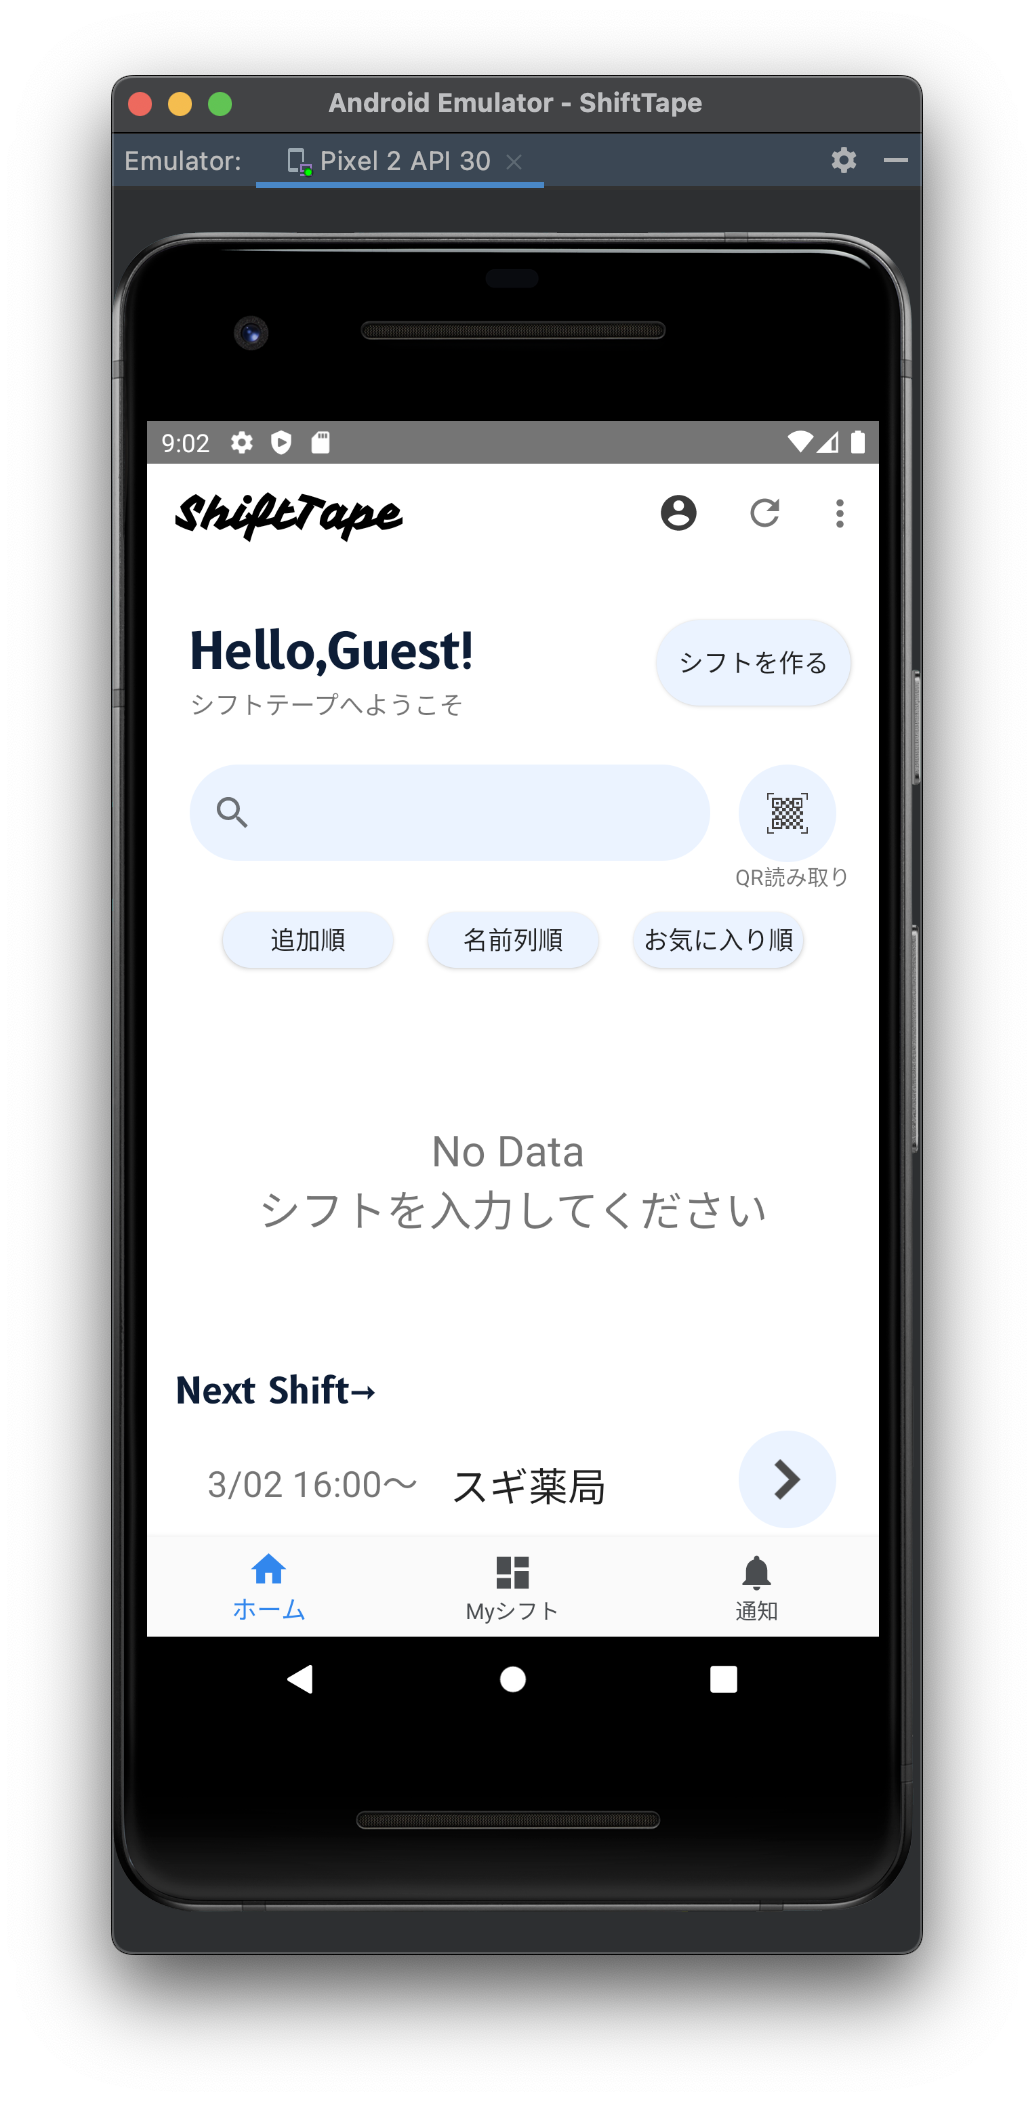 Android Emulator - ShiftTape
Emulator: Pixel 2 API 30
9:02
ShiftTape
Hello,Guest!
シフトテープへようこそ
シフトを作る
QR読み取り
追加順 名前列順 お気に入り順
No Data
シフトを入力してください
Next Shift→
3/02 16:00〜 スギ薬局
ホーム Myシフト 通知